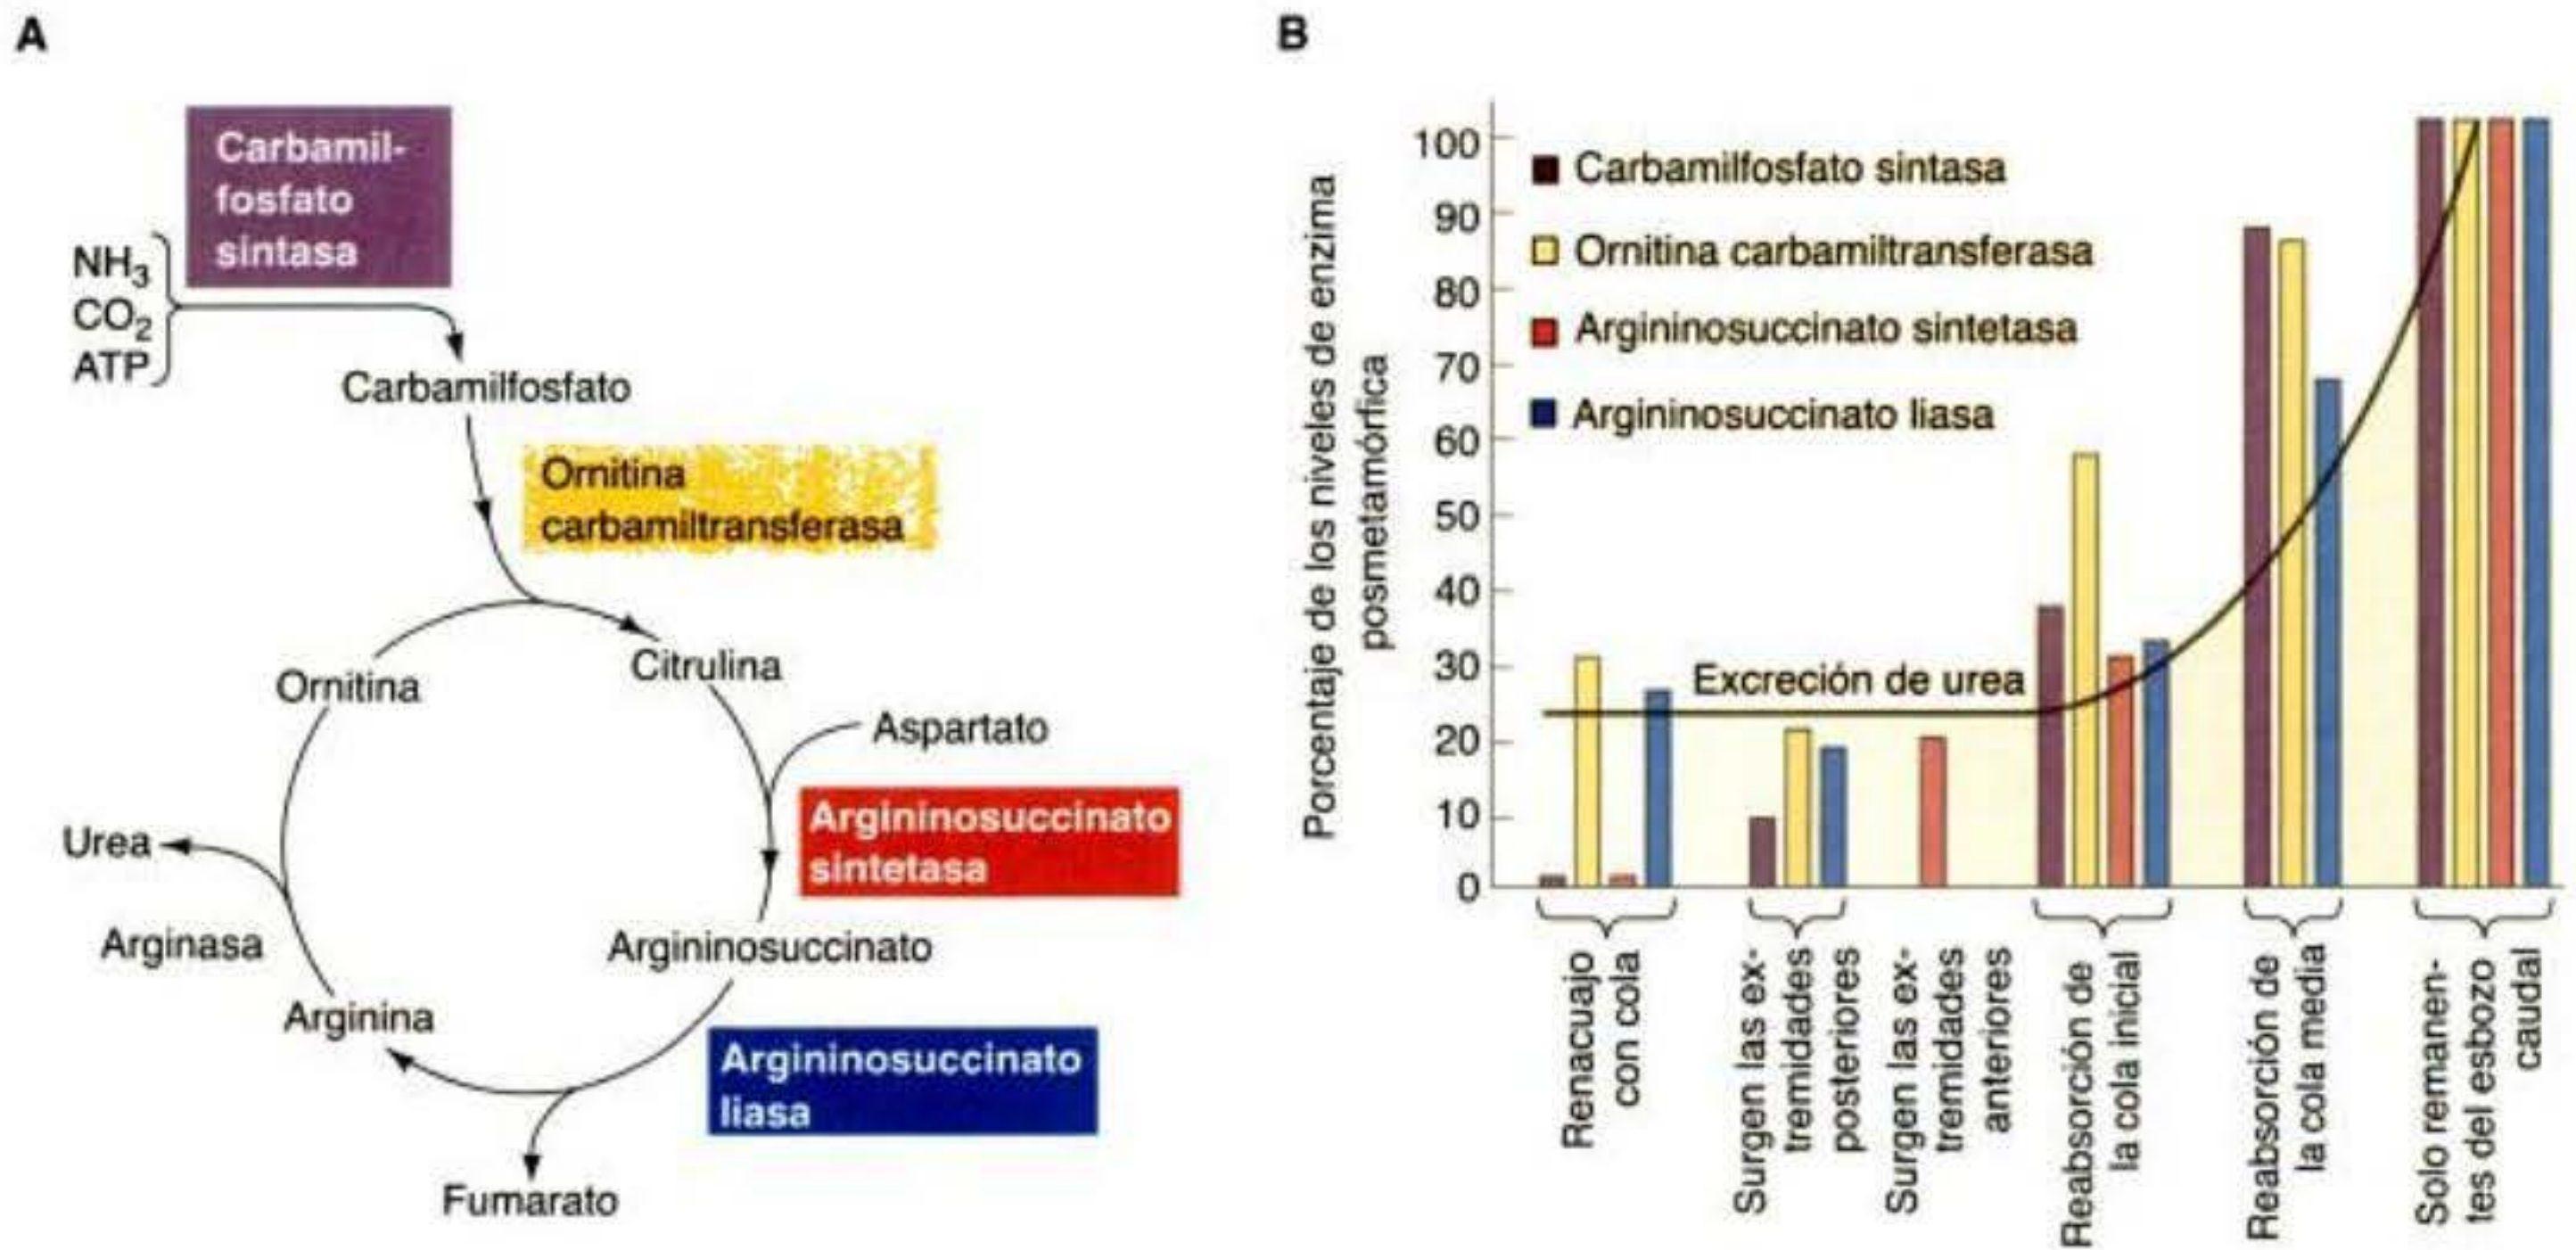 A
Carbamil-
fosfato
sintasa
NH3
CO2
ATP
Carbamilfosfato
Ornitina
carbamiltransferasa
Ornitina
Citrulina
Aspartato
Argininosuccinato
sintetasa
Urea
Arginasa
Argininosuccinato
Arginina
Argininosuccinato
liasa
Fumarato
B
Porcentaje de los niveles de enzima
posmetamórfica
100
90
80
70
60
50
40
30
20
10
0
Carbamilfosfato sintasa
Ornitina carbamiltransferasa
Argininosuccinato sintetasa
Argininosuccinato liasa
Excreción de urea
Renacuajo
con cola
Surgen las ex-
tremidades
posteriores
Surgen las ex-
tremidades
anteriores
Reabsorción de
la cola inicial
Reabsorción de
la cola media
Solo remanen-
tes del esbozo
caudal